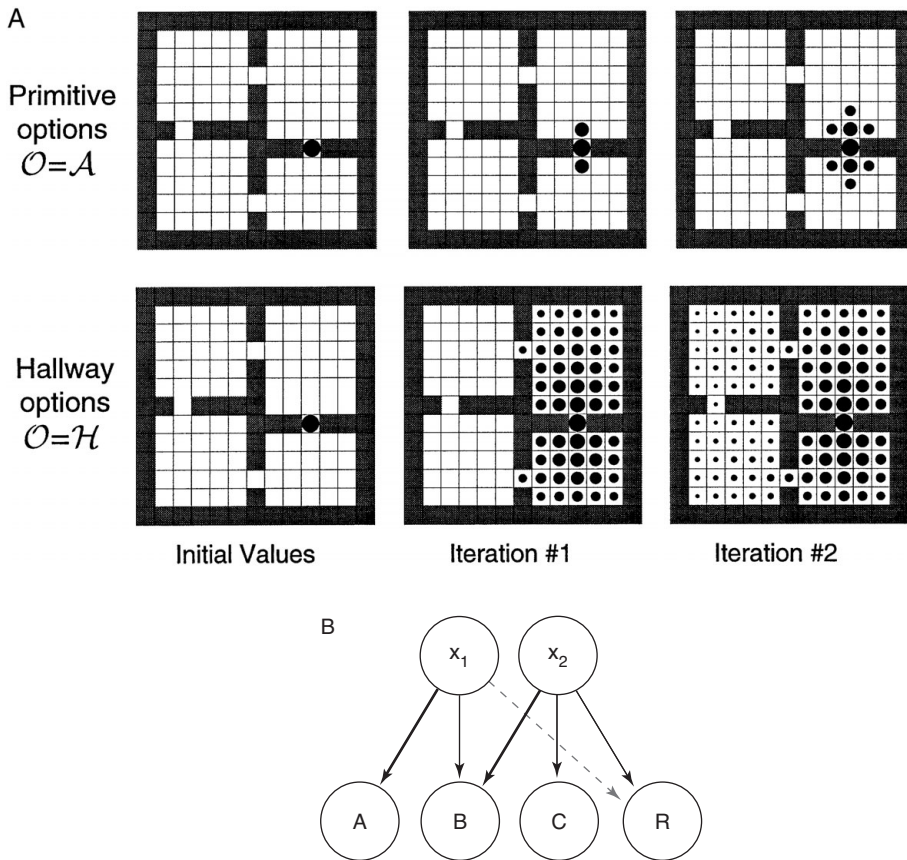 A
Primitive
options
𝒪=𝒜
Hallway
options
𝒪=ℋ
Initial Values
Iteration #1
Iteration #2
B
x₁
x₂
A
B
C
R